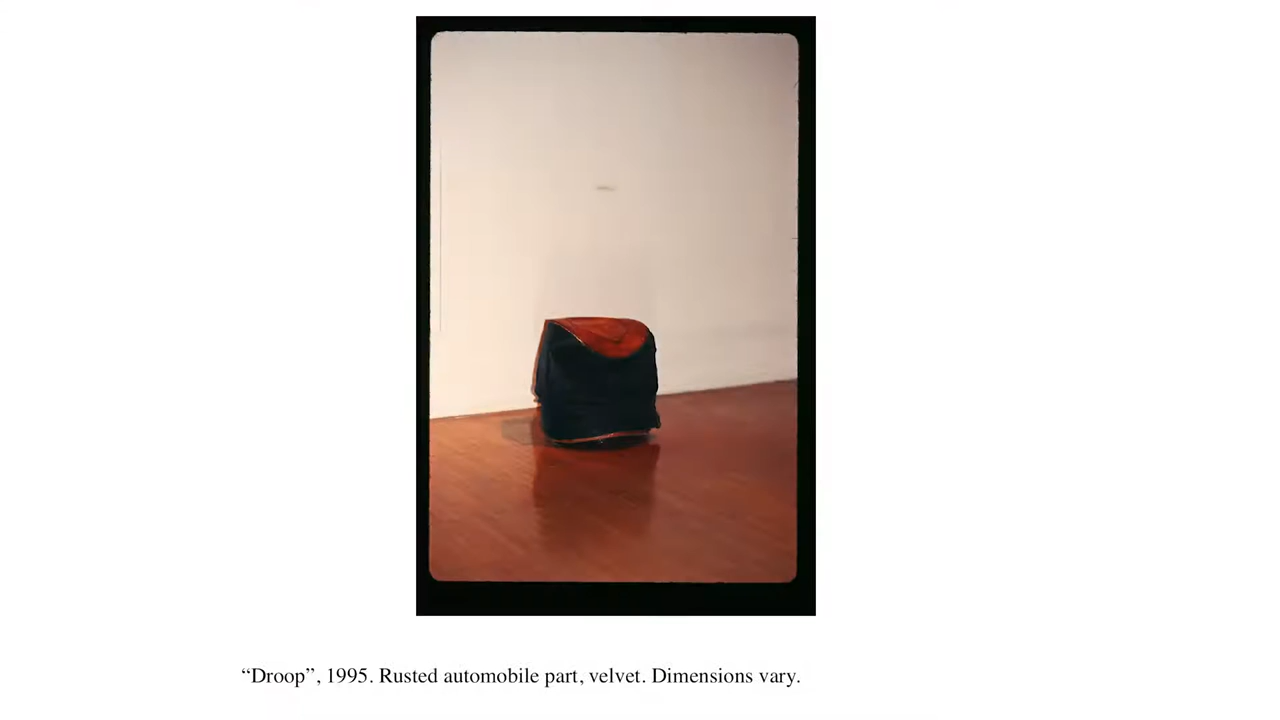 “Droop”, 1995. Rusted automobile part, velvet. Dimensions vary.